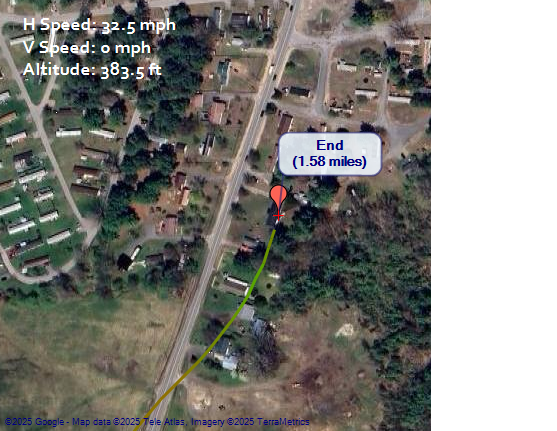 H Speed: 32.5 mph
V Speed: 0 mph
Altitude: 383.5 ft
End
(1.58 miles)
©2025 Google - Map data ©2025 Tele Atlas, Imagery ©2025 TerraMetrics